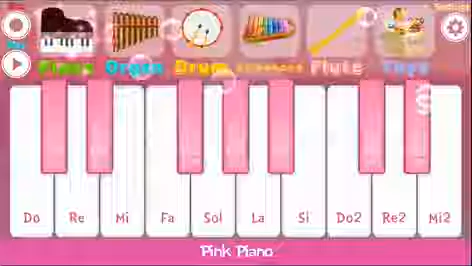 Piano Organ Drum Flute Toys
Do Re Mi Fa Sol La Si Do2 Re2 Mi2
Pink Piano